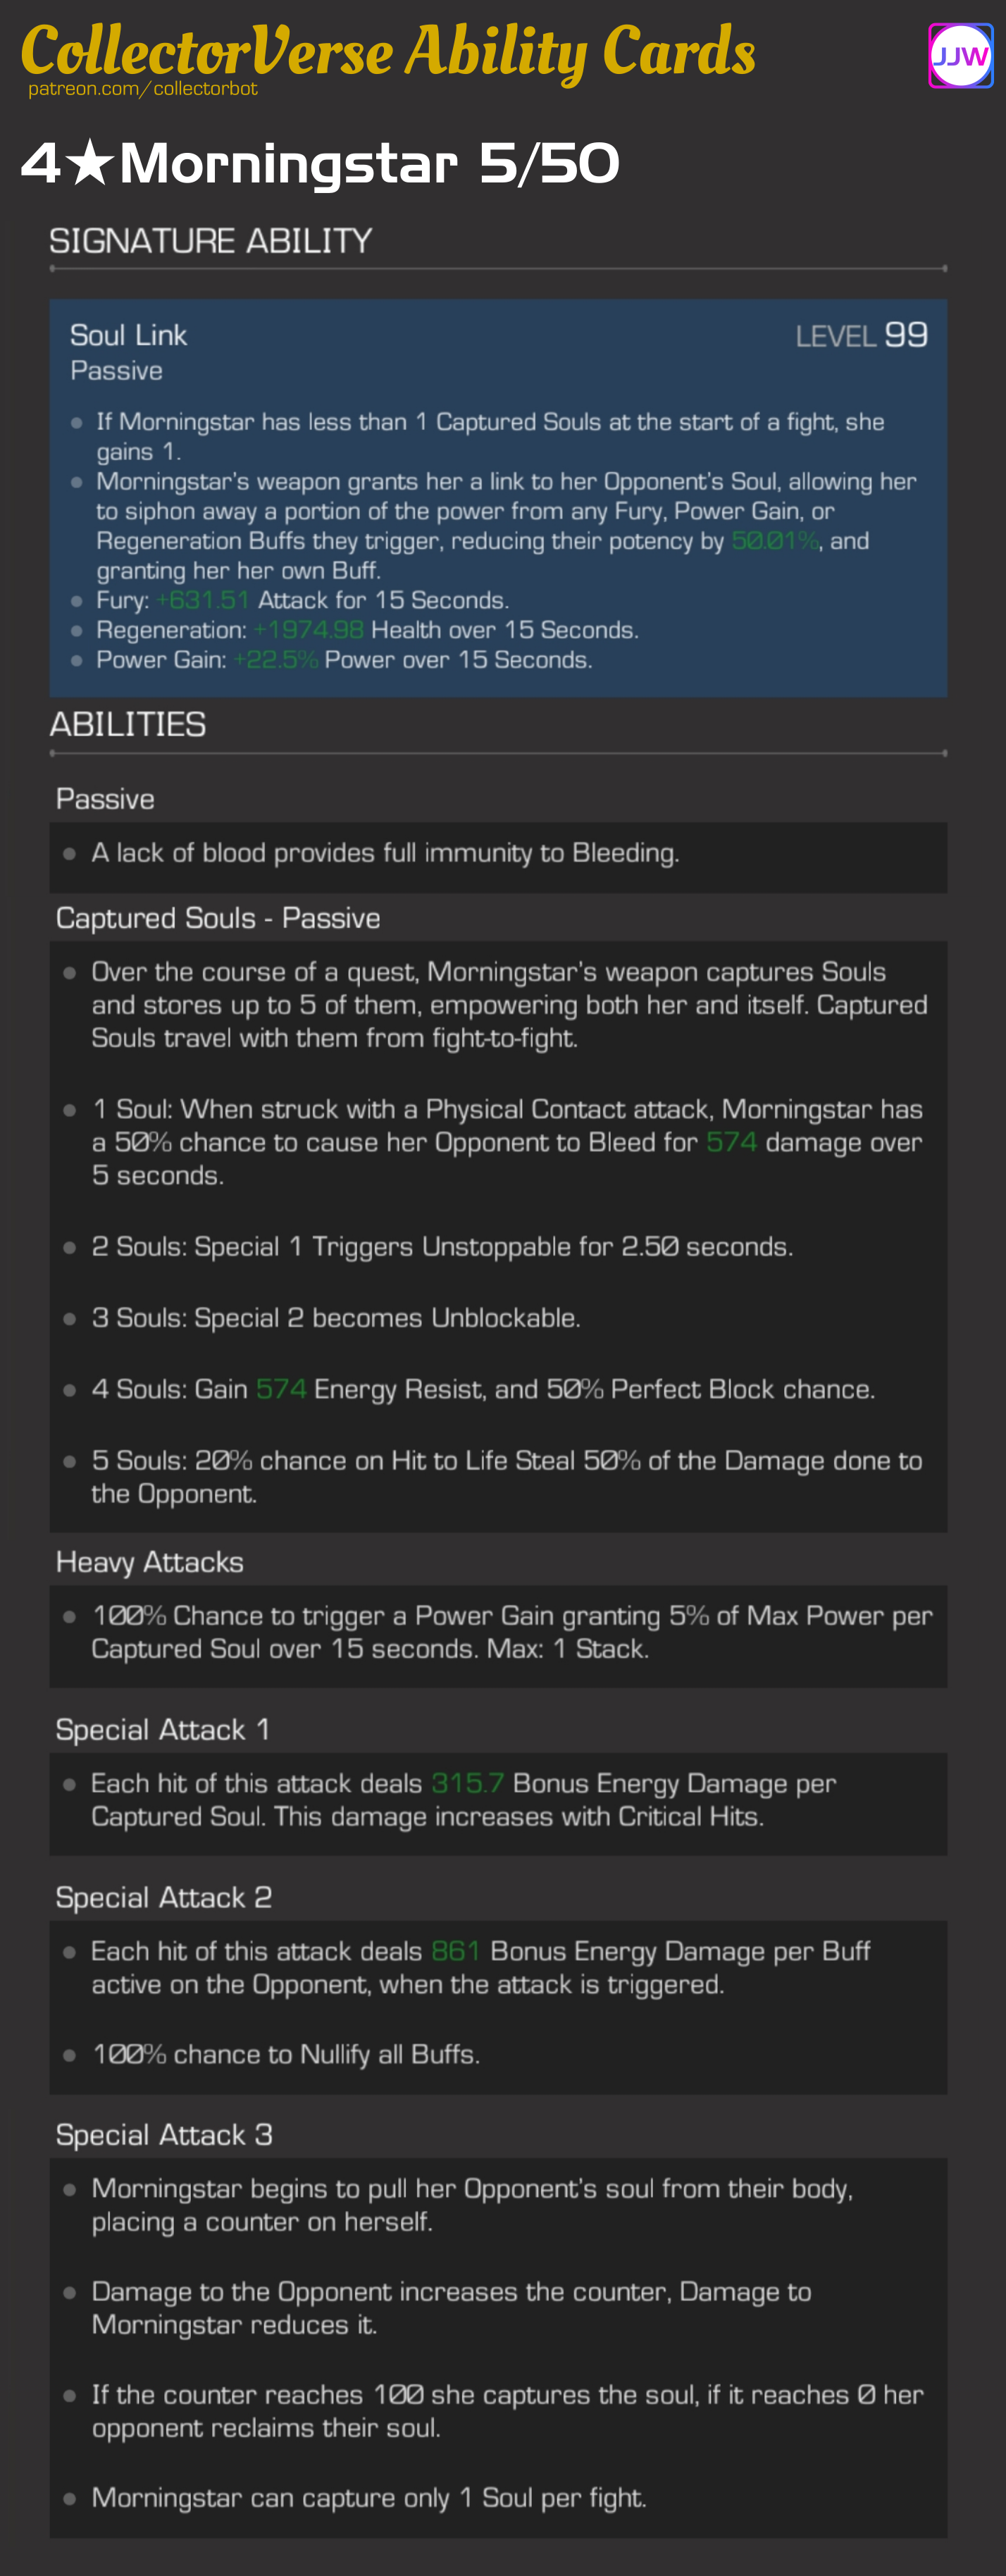 CollectorVerse Ability Cards
JJW
patreon.com/collectorbot
4★Morningstar 5/50
SIGNATURE ABILITY
Soul Link
LEVEL 99
Passive
If Morningstar has less than 1 Captured Souls at the start of a fight, she
gains 1.
Morningstar's weapon grants her a link to her Opponent's Soul, allowing her
to siphon away a portion of the power from any Fury, Power Gain, or
Regeneration Buffs they trigger, reducing their potency by 50.01%, and
granting her her own Buff.
Fury: +631.51 Attack for 15 Seconds.
Regeneration: +1974.98 Health over 15 Seconds.
Power Gain: +22.5% Power over 15 Seconds.
ABILITIES
Passive
A lack of blood provides full immunity to Bleeding.
Captured Souls - Passive
Over the course of a quest, Morningstar's weapon captures Souls
and stores up to 5 of them, empowering both her and itself. Captured
Souls travel with them from fight-to-fight.
1 Soul: When struck with a Physical Contact attack, Morningstar has
a 50% chance to cause her Opponent to Bleed for 574 damage over
5 seconds.
2 Souls: Special 1 Triggers Unstoppable for 2.50 seconds.
3 Souls: Special 2 becomes Unblockable.
4 Souls: Gain 574 Energy Resist, and 50% Perfect Block chance.
5 Souls: 20% chance on Hit to Life Steal 50% of the Damage done to
the Opponent.
Heavy Attacks
100% Chance to trigger a Power Gain granting 5% of Max Power per
Captured Soul over 15 seconds. Max: 1 Stack.
Special Attack 1
Each hit of this attack deals 315.7 Bonus Energy Damage per
Captured Soul. This damage increases with Critical Hits.
Special Attack 2
Each hit of this attack deals 861 Bonus Energy Damage per Buff
active on the Opponent, when the attack is triggered.
100% chance to Nullify all Buffs.
Special Attack 3
Morningstar begins to pull her Opponent's soul from their body,
placing a counter on herself.
Damage to the Opponent increases the counter, Damage to
Morningstar reduces it.
If the counter reaches 100 she captures the soul, if it reaches 0 her
opponent reclaims their soul.
Morningstar can capture only 1 Soul per fight.